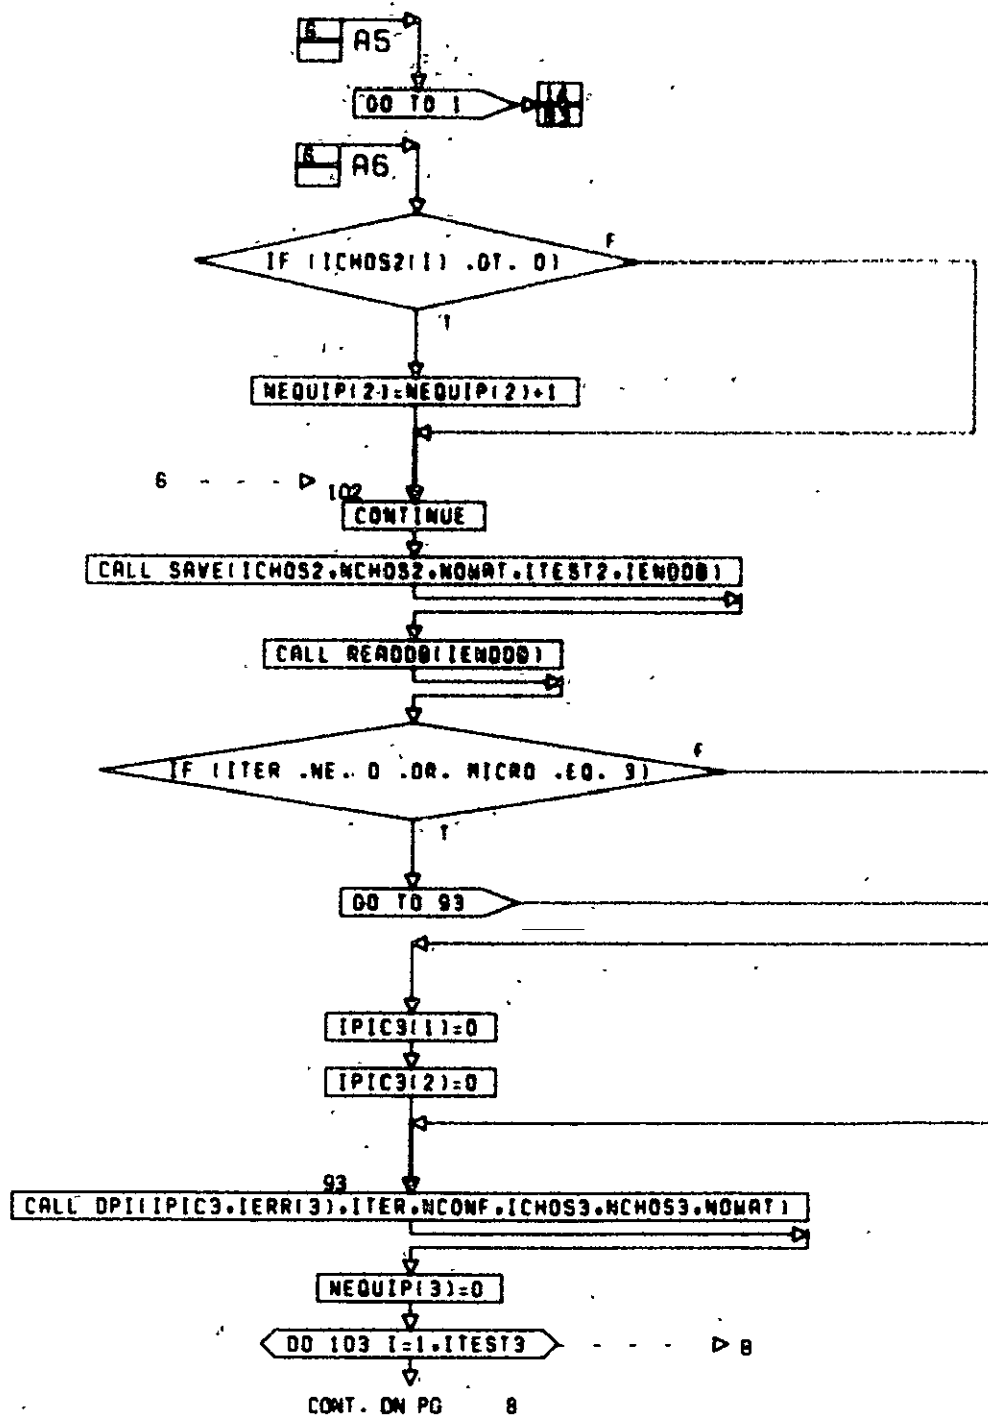 6 A5
GO TO 1
6 A6
IF (ICHOS2(I) .GT. 0)
F
T
NEQUIP(2)=NEQUIP(2)+1
6
102
CONTINUE
CALL SAVE(ICHOS2,NCHOS2,NOMAT,ITEST2,IENDDB)
CALL READDB(IENDDB)
IF (ITER .NE. 0 .OR. MICRO .EQ. 3)
F
T
GO TO 93
IPIC3(1)=0
IPIC3(2)=0
93
CALL DPI(IPIC3,IERR(3),ITER,NCONF,ICHOS3,NCHOS3,NOMAT)
NEQUIP(3)=0
DO 103 I=1,ITEST3
8
CONT. ON PG 8